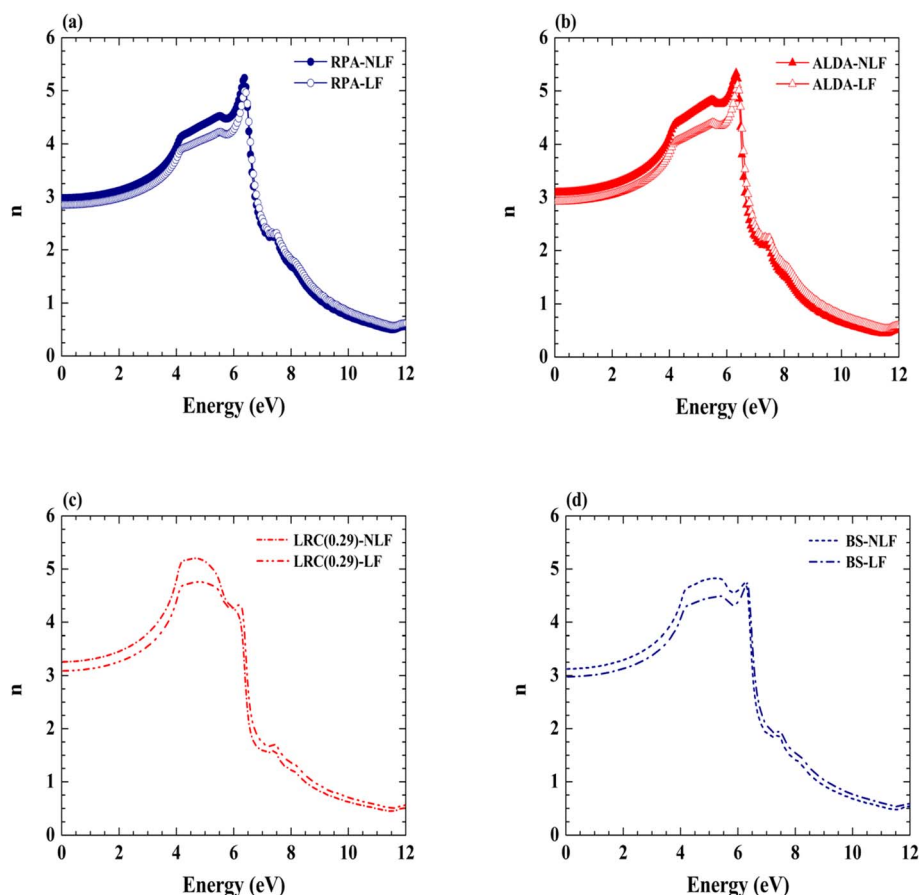 (a)
RPA-NLF
RPA-LF
6
5
4
3
2
1
0
n
0 2 4 6 8 10 12
Energy (eV)
(b)
ALDA-NLF
ALDA-LF
6
5
4
3
2
1
0
n
0 2 4 6 8 10 12
Energy (eV)
(c)
LRC(0.29)-NLF
LRC(0.29)-LF
6
5
4
3
2
1
0
n
0 2 4 6 8 10 12
Energy (eV)
(d)
BS-NLF
BS-LF
6
5
4
3
2
1
0
n
0 2 4 6 8 10 12
Energy (eV)